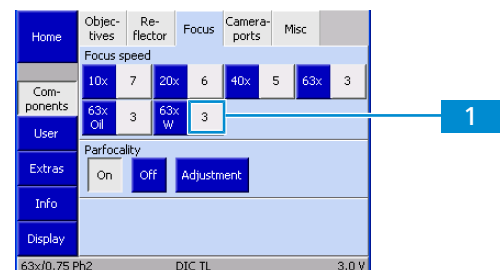 Home
Objec-
tives
Re-
flector
Focus
Camera-
ports
Misc
Focus speed
10x 7 20x 6 40x 5 63x 3
Com-
ponents
63x
Oil
3
63x
W
3
1
User
Parfocality
Extras
On Off Adjustment
Info
Display
63x/0.75 Ph2 DIC TL 3.0 V